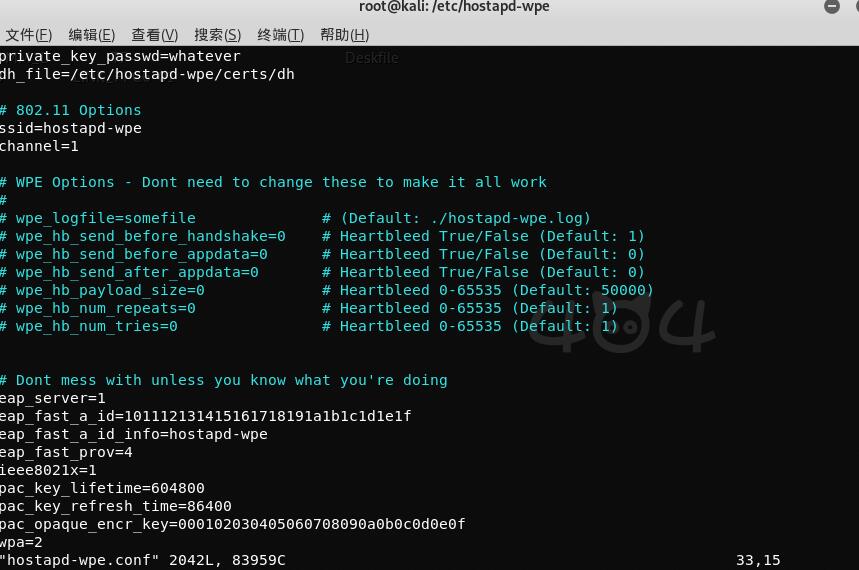 root@kali: /etc/hostapd-wpe
文件(F) 编辑(E) 查看(V) 搜索(S) 终端(T) 帮助(H)
private_key_passwd=whatever
Deskfile
dh_file=/etc/hostapd-wpe/certs/dh
# 802.11 Options
ssid=hostapd-wpe
channel=1
# WPE Options - Dont need to change these to make it all work
#
# wpe_logfile=somefile # (Default: ./hostapd-wpe.log)
# wpe_hb_send_before_handshake=0 # Heartbleed True/False (Default: 1)
# wpe_hb_send_before_appdata=0 # Heartbleed True/False (Default: 0)
# wpe_hb_send_after_appdata=0 # Heartbleed True/False (Default: 0)
# wpe_hb_payload_size=0 # Heartbleed 0-65535 (Default: 50000)
# wpe_hb_num_repeats=0 # Heartbleed 0-65535 (Default: 1)
# wpe_hb_num_tries=0 # Heartbleed 0-65535 (Default: 1)
404
# Dont mess with unless you know what you're doing
eap_server=1
eap_fast_a_id=101112131415161718191a1b1c1d1e1f
eap_fast_a_id_info=hostapd-wpe
eap_fast_prov=4
ieee8021x=1
pac_key_lifetime=604800
pac_key_refresh_time=86400
pac_opaque_encr_key=000102030405060708090a0b0c0d0e0f
wpa=2
"hostapd-wpe.conf" 2042L, 83959C 33,15